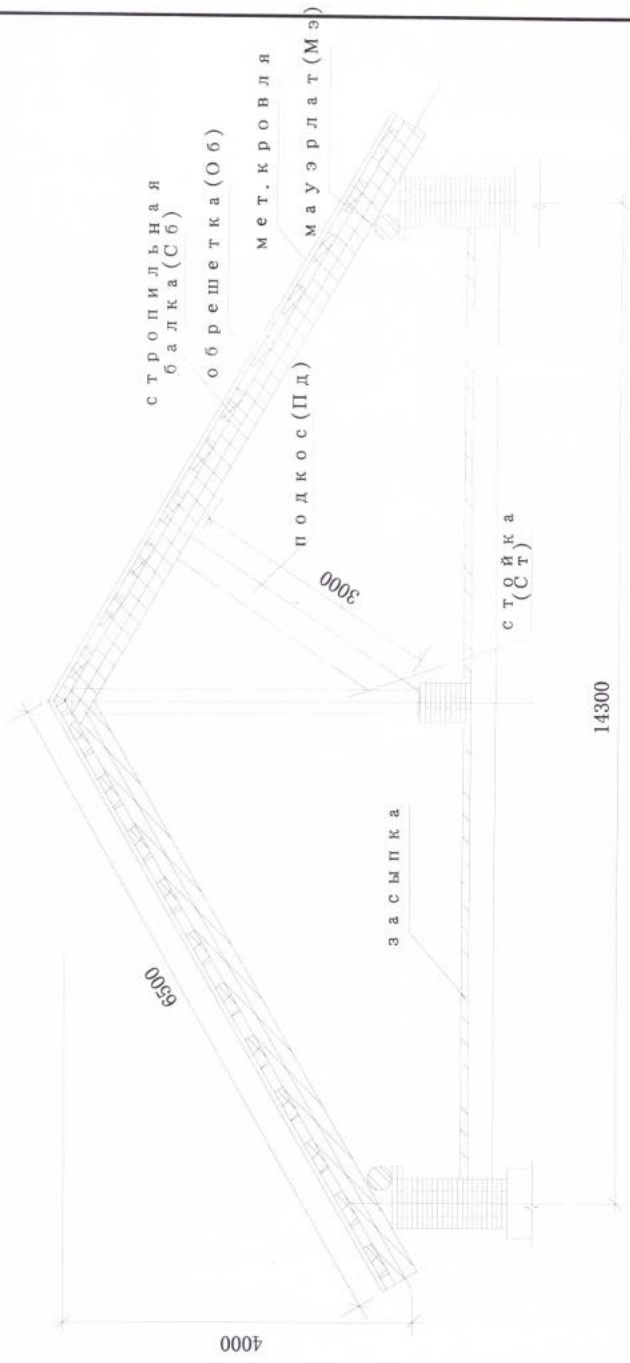 стропильная
балка(Сб)
обрешетка(Об)
мет.кровля
мауэрлат(Мэ)
подкос(Пд)
3000
6500
4000
засыпка
стойка
(Ст)
14300